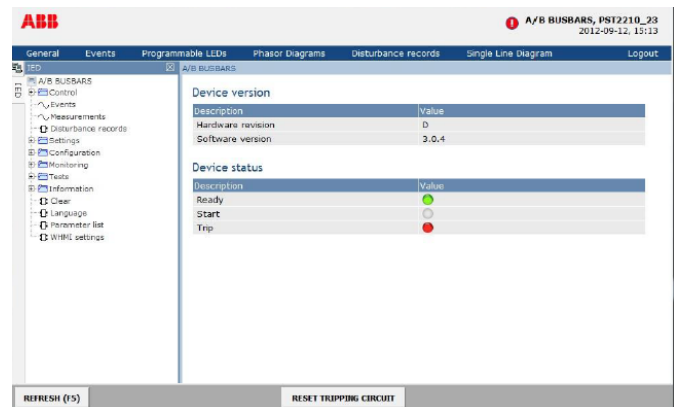 ABB
A/B BUSBARS, PST2210_23
2012-09-12, 15:13
General Events Programmable LEDs Phasor Diagrams Disturbance records Single Line Diagram Logout
IED
A/B BUSBARS
IED
A/B BUSBARS
Control
Events
Measurements
Disturbance records
Settings
Configuration
Monitoring
Tests
Information
Clear
Language
Parameter list
WHMI settings
Device version
Description Value
Hardware revision D
Software version 3.0.4
Device status
Description Value
Ready
Start
Trip
REFRESH (F5)
RESET TRIPPING CIRCUIT